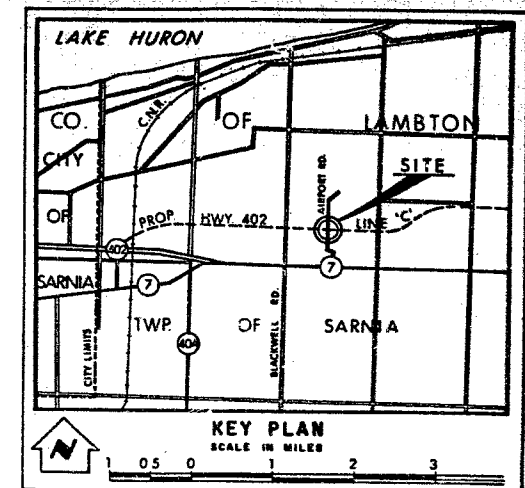 LAKE HURON
CO. OF LAMBTON
C.N.R.
CITY
SITE
AIRPORT RD.
PROP. HWY. 402 LINE 'C'
OF
402
7
SARNIA
7
TWP. OF SARNIA
404
BLACKWELL RD.
CITY LIMITS
KEY PLAN
SCALE IN MILES
N
1 0.5 0 1 2 3